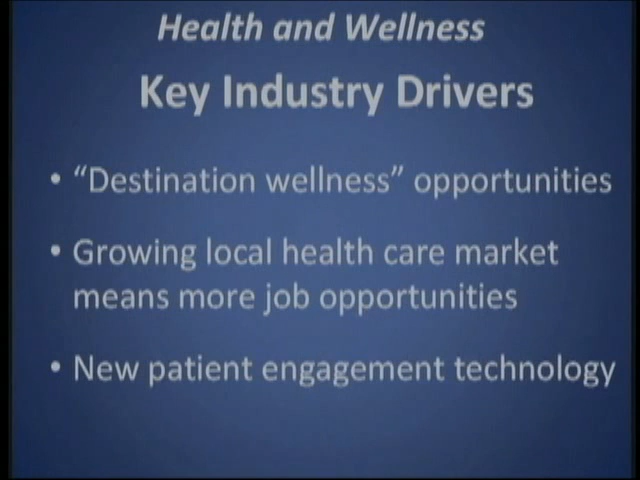 Health and Wellness
Key Industry Drivers
• “Destination wellness” opportunities
• Growing local health care market
means more job opportunities
• New patient engagement technology